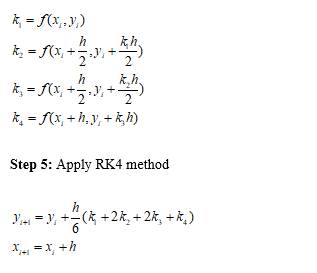 k₁ = f(xᵢ, yᵢ)
k₂ = f(xᵢ + h/2, yᵢ + k₁h/2)
k₃ = f(xᵢ + h/2, yᵢ + k₂h/2)
k₄ = f(xᵢ + h, yᵢ + k₃h)
Step 5: Apply RK4 method
yᵢ₊₁ = yᵢ + h/6(k₁ + 2k₂ + 2k₃ + k₄)
xᵢ₊₁ = xᵢ + h